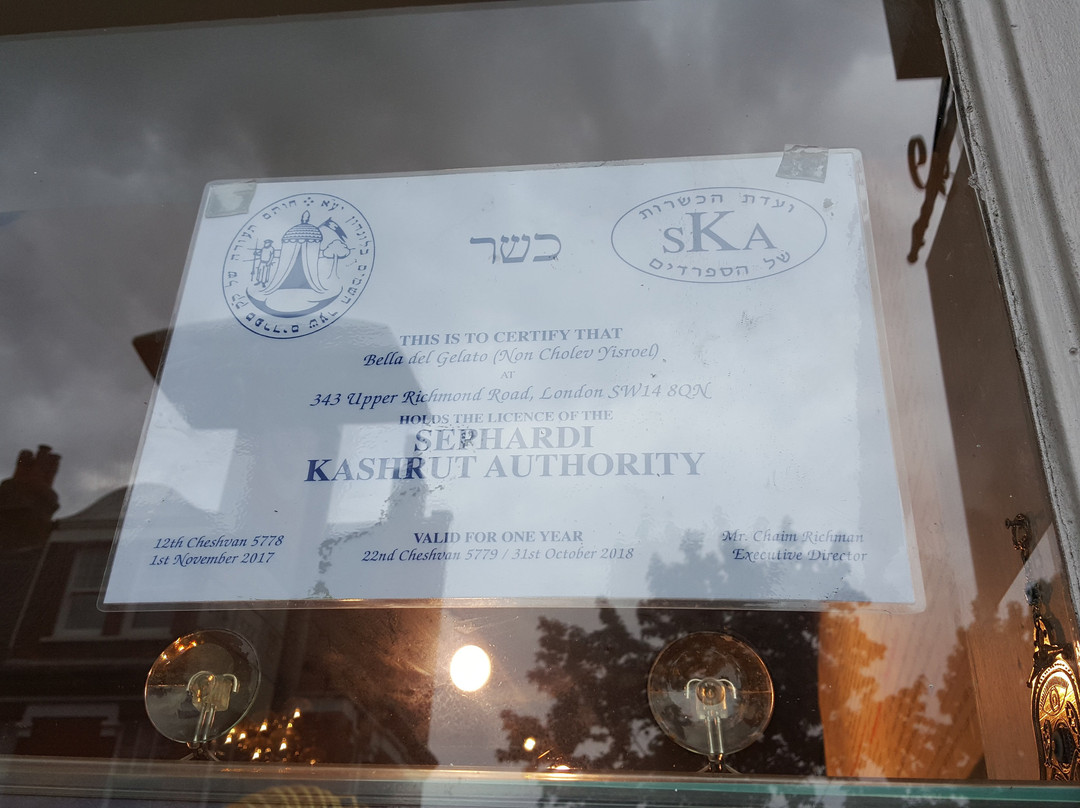 כשר
ועדת הכשרות
SKA
של הספרדים
THIS IS TO CERTIFY THAT
Bella del Gelato (Non Cholev Yisroel)
AT
343 Upper Richmond Road, London SW14 8QN
HOLDS THE LICENCE OF THE
SEPHARDI
KASHRUT AUTHORITY
12th Cheshvan 5778
1st November 2017
VALID FOR ONE YEAR
22nd Cheshvan 5779 / 31st October 2018
Mr. Chaim Richman
Executive Director